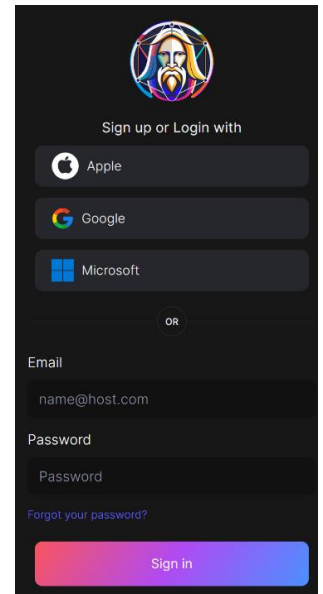 Sign up or Login with
Apple
Google
Microsoft
OR
Email
name@host.com
Password
Password
Forgot your password?
Sign in